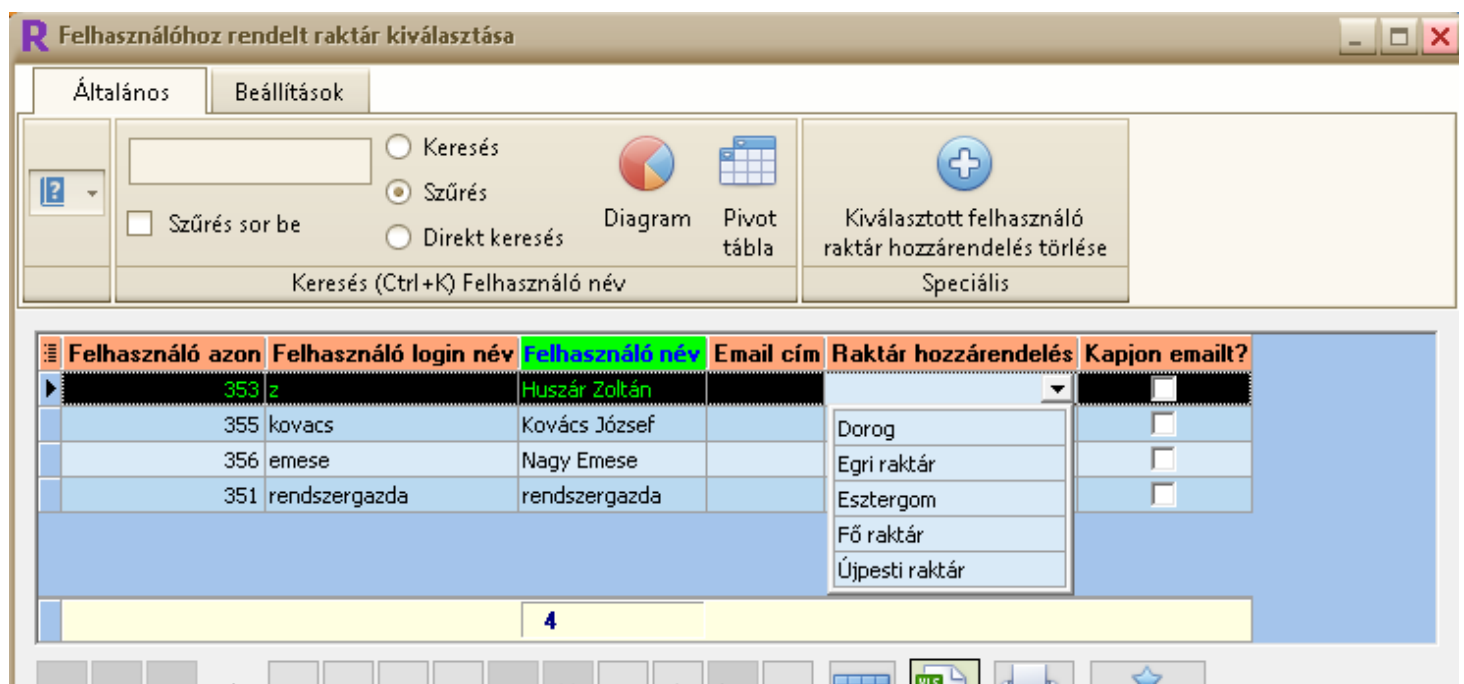 R Felhasználóhoz rendelt raktár kiválasztása
Általános Beállítások
Keresés
Szűrés
Szűrés sor be
Direkt keresés
Diagram
Pivot
tábla
Kiválasztott felhasználó
raktár hozzárendelés törlése
Keresés (Ctrl+K) Felhasználó név
Speciális
Felhasználó azon Felhasználó login név Felhasználó név Email cím Raktár hozzárendelés Kapjon emailt?
353 z Huszár Zoltán
355 kovacs Kovács József
356 emese Nagy Emese
351 rendszergazda rendszergazda
Dorog
Egri raktár
Esztergom
Fő raktár
Újpesti raktár
4
XLS